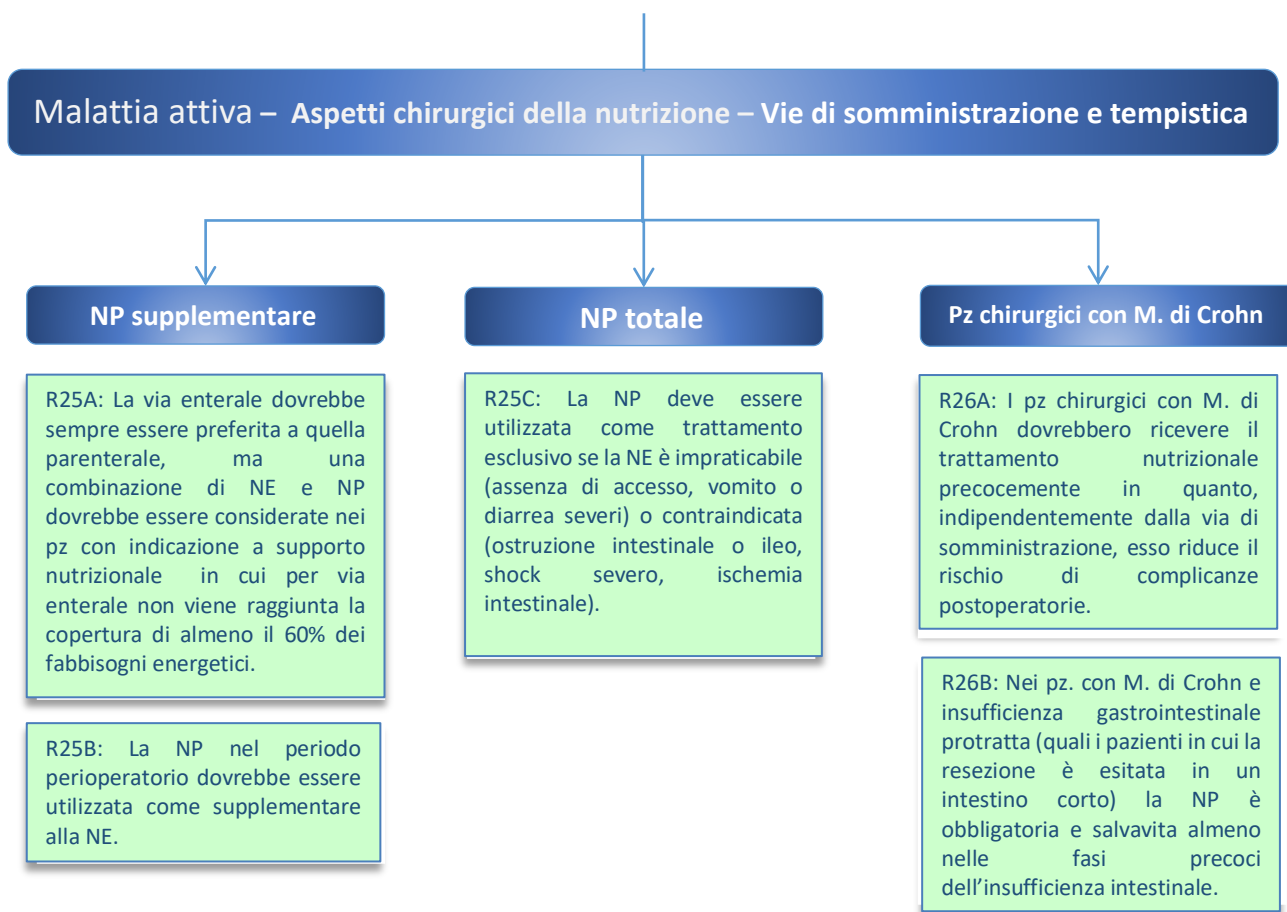 Malattia attiva – Aspetti chirurgici della nutrizione – Vie di somministrazione e tempistica
NP supplementare
R25A: La via enterale dovrebbe
sempre essere preferita a quella
parenterale, ma una
combinazione di NE e NP
dovrebbe essere considerate nei
pz con indicazione a supporto
nutrizionale in cui per via
enterale non viene raggiunta la
copertura di almeno il 60% dei
fabbisogni energetici.
R25B: La NP nel periodo
perioperatorio dovrebbe essere
utilizzata come supplementare
alla NE.
NP totale
R25C: La NP deve essere
utilizzata come trattamento
esclusivo se la NE è impraticabile
(assenza di accesso, vomito o
diarrea severi) o contraindicata
(ostruzione intestinale o ileo,
shock severo, ischemia
intestinale).
Pz chirurgici con M. di Crohn
R26A: I pz chirurgici con M. di
Crohn dovrebbero ricevere il
trattamento nutrizionale
precocemente in quanto,
indipendentemente dalla via di
somministrazione, esso riduce il
rischio di complicanze
postoperatorie.
R26B: Nei pz. con M. di Crohn e
insufficienza gastrointestinale
protratta (quali i pazienti in cui la
resezione è esitata in un
intestino corto) la NP è
obbligatoria e salvavita almeno
nelle fasi precoci
dell’insufficienza intestinale.